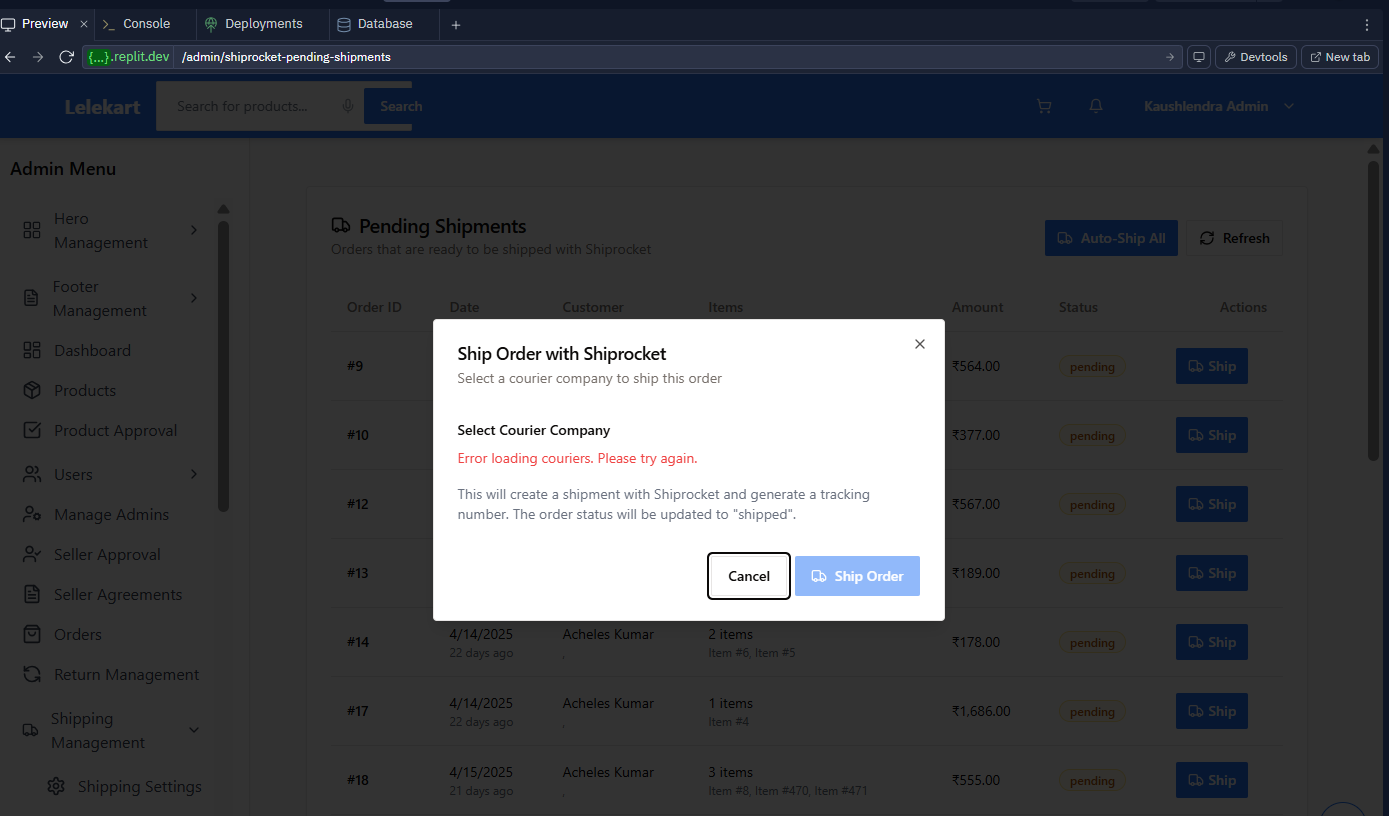 Preview
Console
Deployments
Database
{...}.replit.dev /admin/shiprocket-pending-shipments
Devtools
New tab
Lelekart
Search for products...
Search
Kaushlendra Admin
Admin Menu
Hero
Management
Footer
Management
Dashboard
Products
Product Approval
Users
Manage Admins
Seller Approval
Seller Agreements
Orders
Return Management
Shipping
Management
Shipping Settings
Pending Shipments
Orders that are ready to be shipped with Shiprocket
Auto-Ship All
Refresh
Order ID Date Customer Items Amount Status Actions
#9 ₹564.00 pending Ship
#10 ₹377.00 pending Ship
#12 ₹567.00 pending Ship
#13 ₹189.00 pending Ship
#14 4/14/2025 Acheles Kumar 2 items ₹178.00 pending Ship
22 days ago , Item #6, Item #5
#17 4/14/2025 Acheles Kumar 1 items ₹1,686.00 pending Ship
22 days ago , Item #4
#18 4/15/2025 Acheles Kumar 3 items ₹555.00 pending Ship
21 days ago , Item #8, Item #470, Item #471
Ship Order with Shiprocket
Select a courier company to ship this order
Select Courier Company
Error loading couriers. Please try again.
This will create a shipment with Shiprocket and generate a tracking
number. The order status will be updated to "shipped".
Cancel
Ship Order